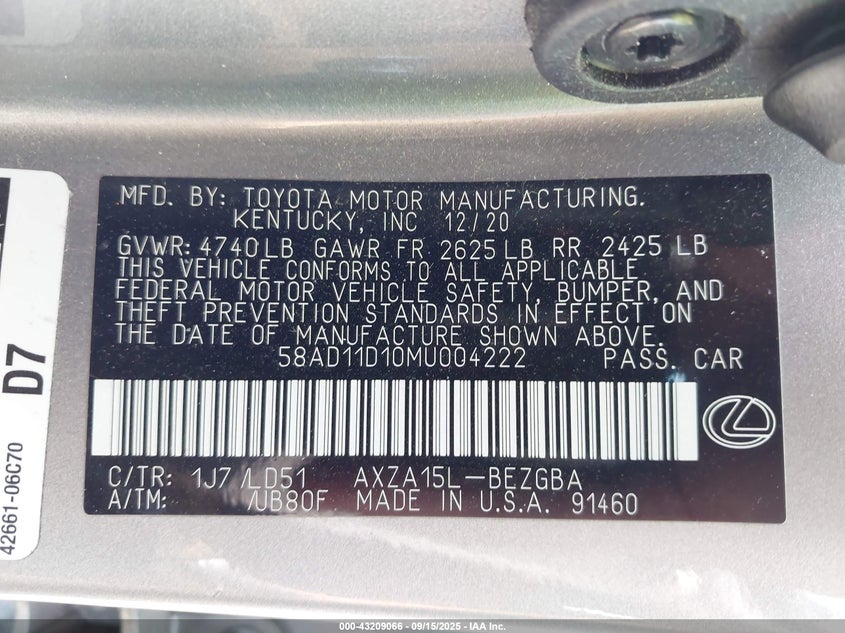 MFD. BY: TOYOTA MOTOR MANUFACTURING.
KENTUCKY, INC 12/20
GVWR: 4740LB GAWR FR 2625LB RR 2425 LB
THIS VEHICLE CONFORMS TO ALL APPLICABLE
FEDERAL MOTOR VEHICLE SAFETY, BUMPER, AND
THEFT PREVENTION STANDARDS IN EFFECT ON
THE DATE OF MANUFACTURE SHOWN ABOVE.
58AD11D10MU004222 PASS. CAR
C/TR: 1J7 /LD51 AXZA15L-BEZGBA
A/TM: /UB80F MADE IN U.S.A. 91460
D7
42661-06C70
000-43209066 - 09/15/2025 - IAA Inc.